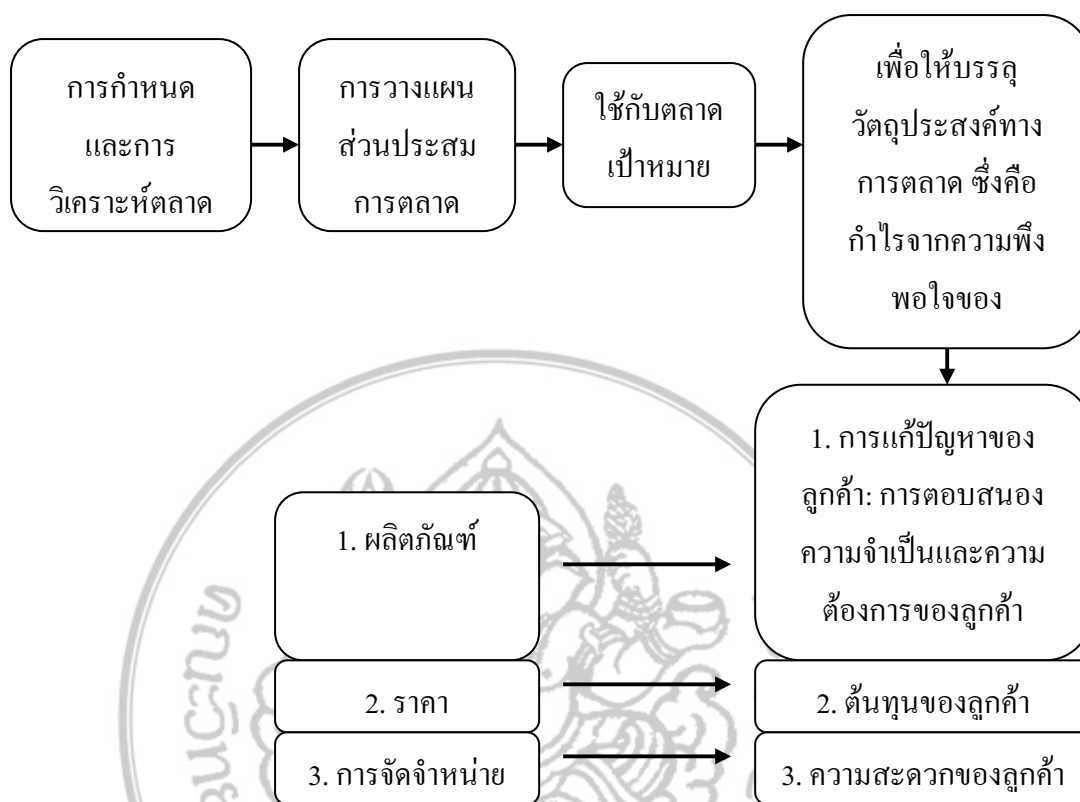 การกำหนด
และการ
วิเคราะห์ตลาด
การวางแผน
ส่วนประสม
การตลาด
ใช้กับตลาด
เป้าหมาย
เพื่อให้บรรลุ
วัตถุประสงค์ทาง
การตลาด ซึ่งคือ
กำไรจากความพึง
พอใจของ
1. ผลิตภัณฑ์
1. การแก้ปัญหาของ
ลูกค้า: การตอบสนอง
ความจำเป็นและความ
ต้องการของลูกค้า
2. ราคา
2. ต้นทุนของลูกค้า
3. การจัดจำหน่าย
3. ความสะดวกของลูกค้า